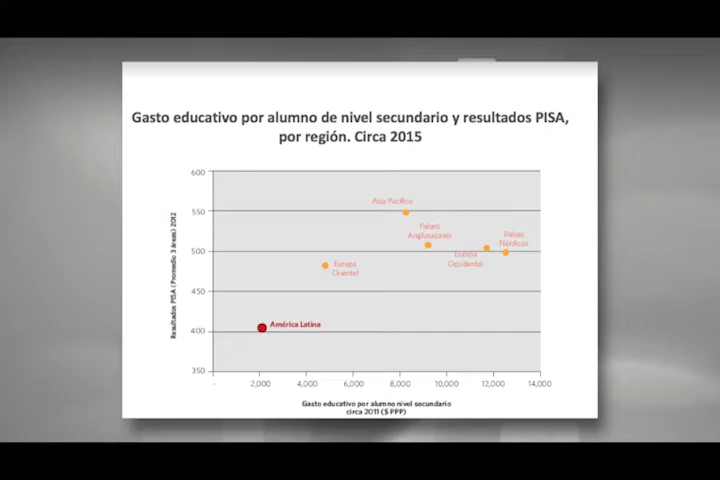 Gasto educativo por alumno de nivel secundario y resultados PISA,
por región. Circa 2015
600
550
500
450
400
350
Resultados PISA (Promedio 3 áreas) 2012
Asia Pacífico
Países
Anglosajones
Países
Nórdicos
Europa
Occidental
Europa
Oriental
América Latina
-
2,000
4,000
6,000
8,000
10,000
12,000
14,000
Gasto educativo por alumno nivel secundario
circa 2011 ($ PPP)